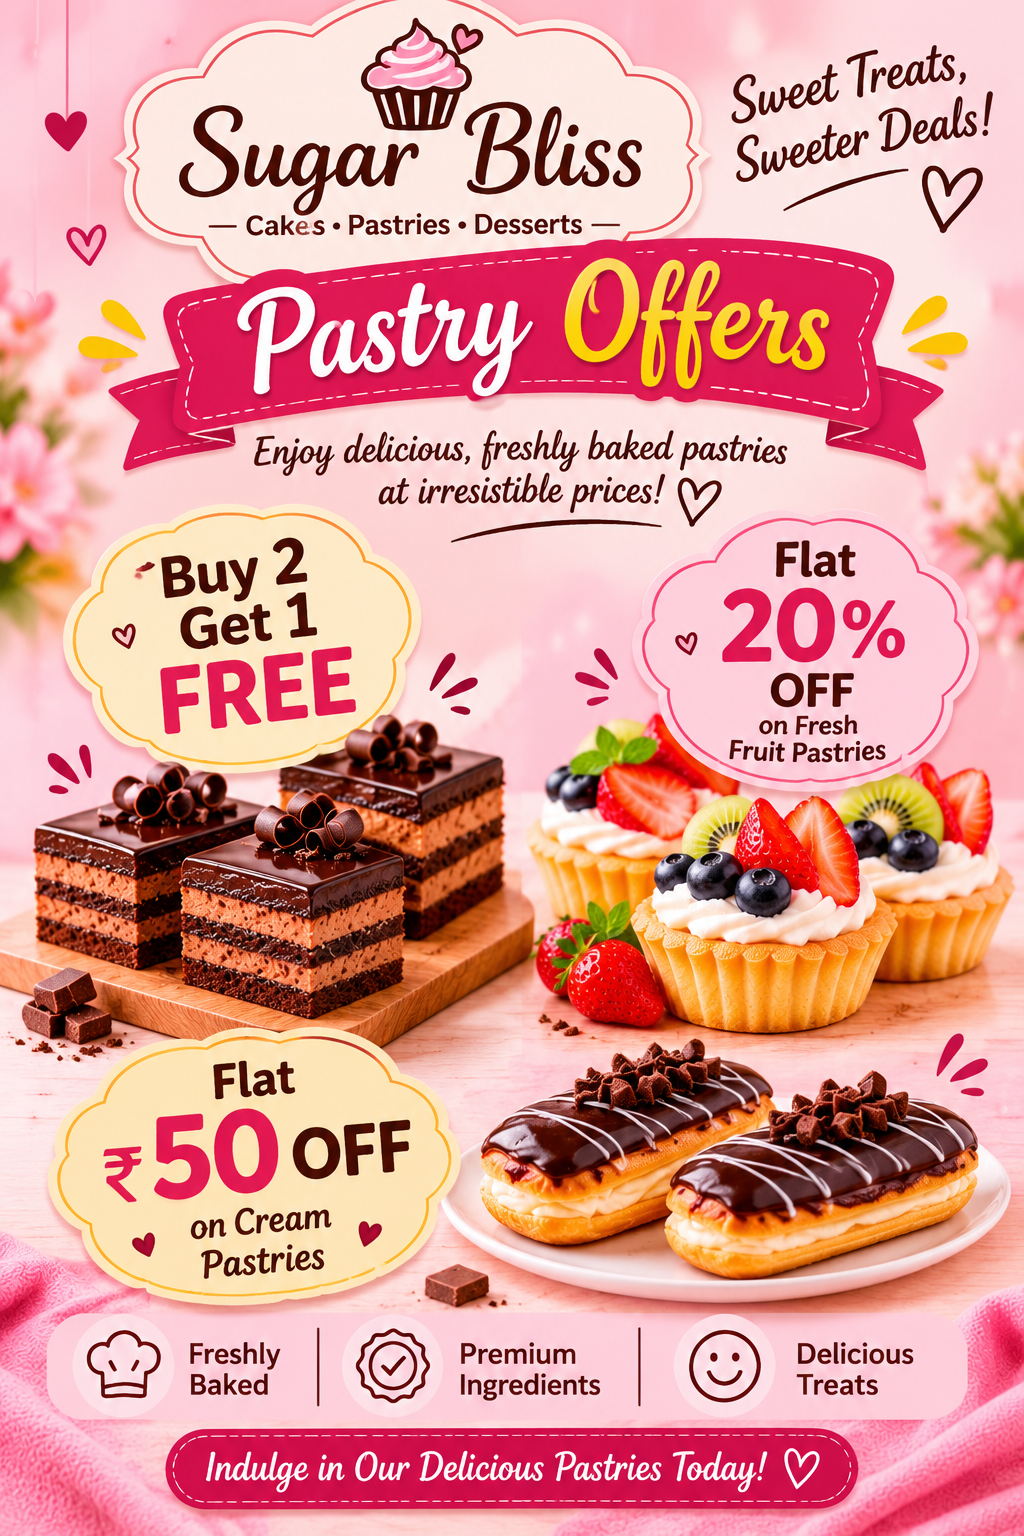 Sugar Bliss
Cakes • Pastries • Desserts
Sweet Treats,
Sweeter Deals!
Pastry Offers
Enjoy delicious, freshly baked pastries
at irresistible prices!
Buy 2
Get 1
FREE
Flat
20%
OFF
on Fresh
Fruit Pastries
Flat
₹50 OFF
on Cream
Pastries
Freshly
Baked
Premium
Ingredients
Delicious
Treats
Indulge in Our Delicious Pastries Today!